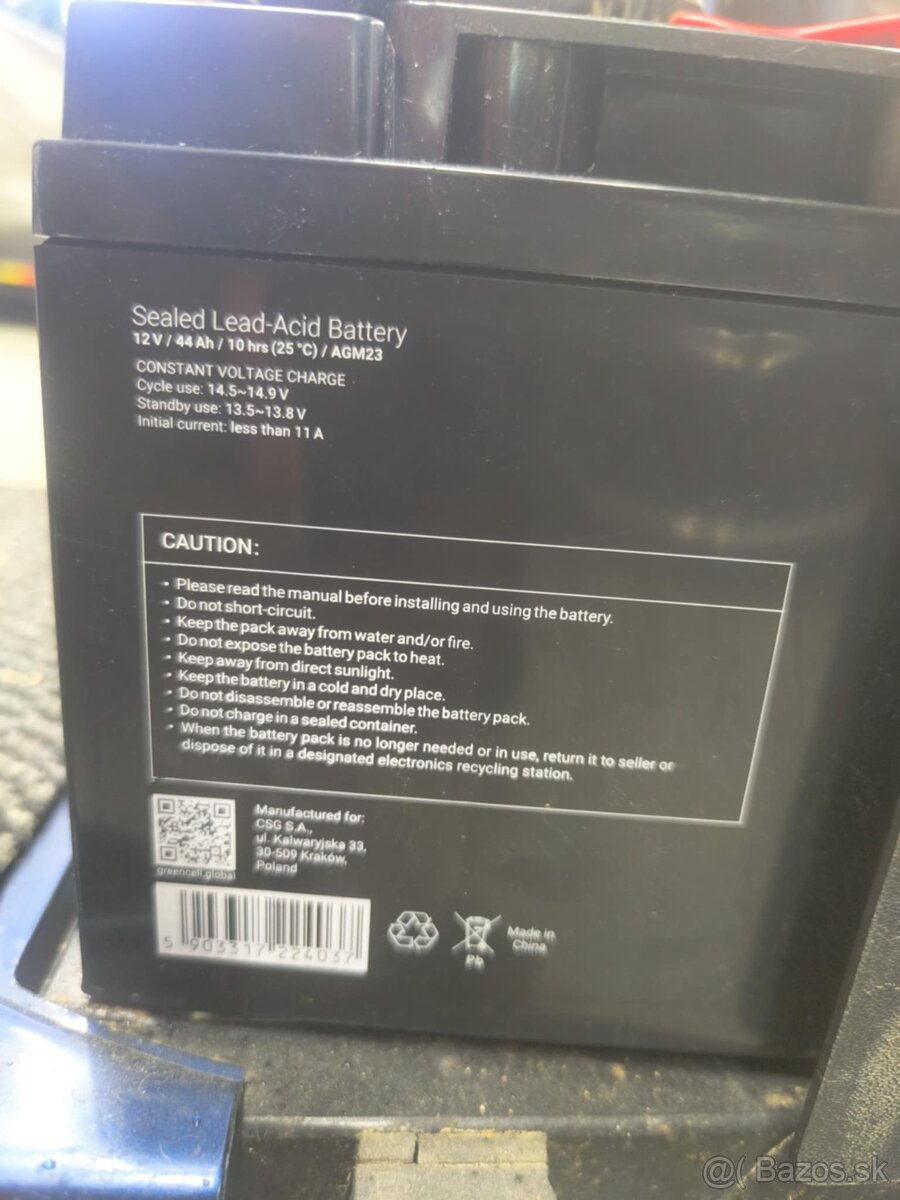 Sealed Lead-Acid Battery
12 V / 44 Ah / 10 hrs (25 °C) / AGM23
CONSTANT VOLTAGE CHARGE
Cycle use: 14.5~14.9 V
Standby use: 13.5~13.8 V
Initial current: less than 11 A
CAUTION:
• Please read the manual before installing and using the battery.
• Do not short-circuit.
• Keep the pack away from water and/or fire.
• Do not expose the battery pack to heat.
• Keep away from direct sunlight.
• Keep the battery in a cold and dry place.
• Do not disassemble or reassemble the battery pack.
• Do not charge in a sealed container.
• When the battery pack is no longer needed or in use, return it to seller or
dispose of it in a designated electronics recycling station.
Manufactured for:
CSG S.A.,
ul. Kalwaryjska 33,
30-509 Kraków,
Poland
greencell.global
5 903317 224037
Pb
Made in
China
@( Bazos.sk